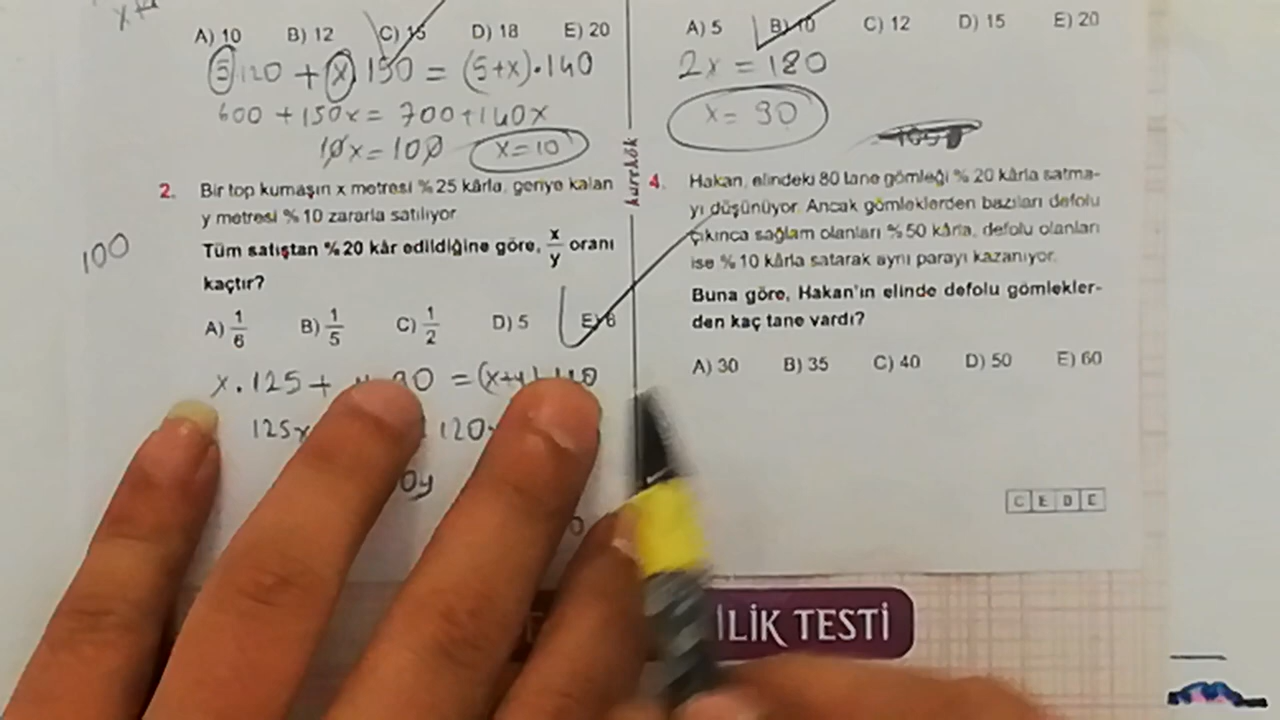 A) 10 B) 12 C) 15 D) 18 E) 20
5 120 + x 150 = (5+x).140
600 + 150x = 700+140x
10x = 100 x=10
2. Bir top kumaşın x metresi %25 kârla, geriye kalan
y metresi %10 zararla satılıyor.
Tüm satıştan %20 kâr edildiğine göre, x/y oranı
kaçtır?
100
A) 1/6 B) 1/5 C) 1/2 D) 5 E) 6
x.125+
125x 120
0y
A) 5 B) 10 C) 12 D) 15 E) 20
2x = 180
x= 90
kurekök
4. Hakan, elindeki 80 tane gömleği %20 kârla satma-
yı düşünüyor. Ancak gömleklerden bazıları defolu
çıkınca sağlam olanları %50 kârla, defolu olanları
ise %10 kârla satarak aynı parayı kazanıyor.
Buna göre, Hakan'ın elinde defolu gömlekler-
den kaç tane vardı?
A) 30 B) 35 C) 40 D) 50 E) 60
C E D E
İLİK TESTİ